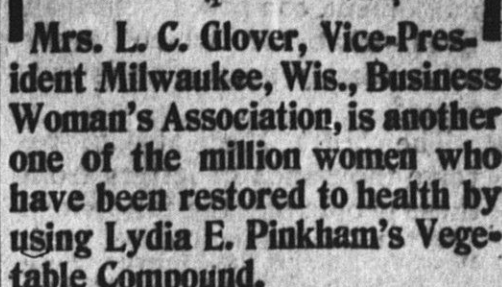 Mrs. L. C. Glover, Vice-Pres-
ident Milwaukee, Wis., Business
Woman's Association, is another
one of the million women who
have been restored to health by
using Lydia E. Pinkham's Vege-
table Compound.